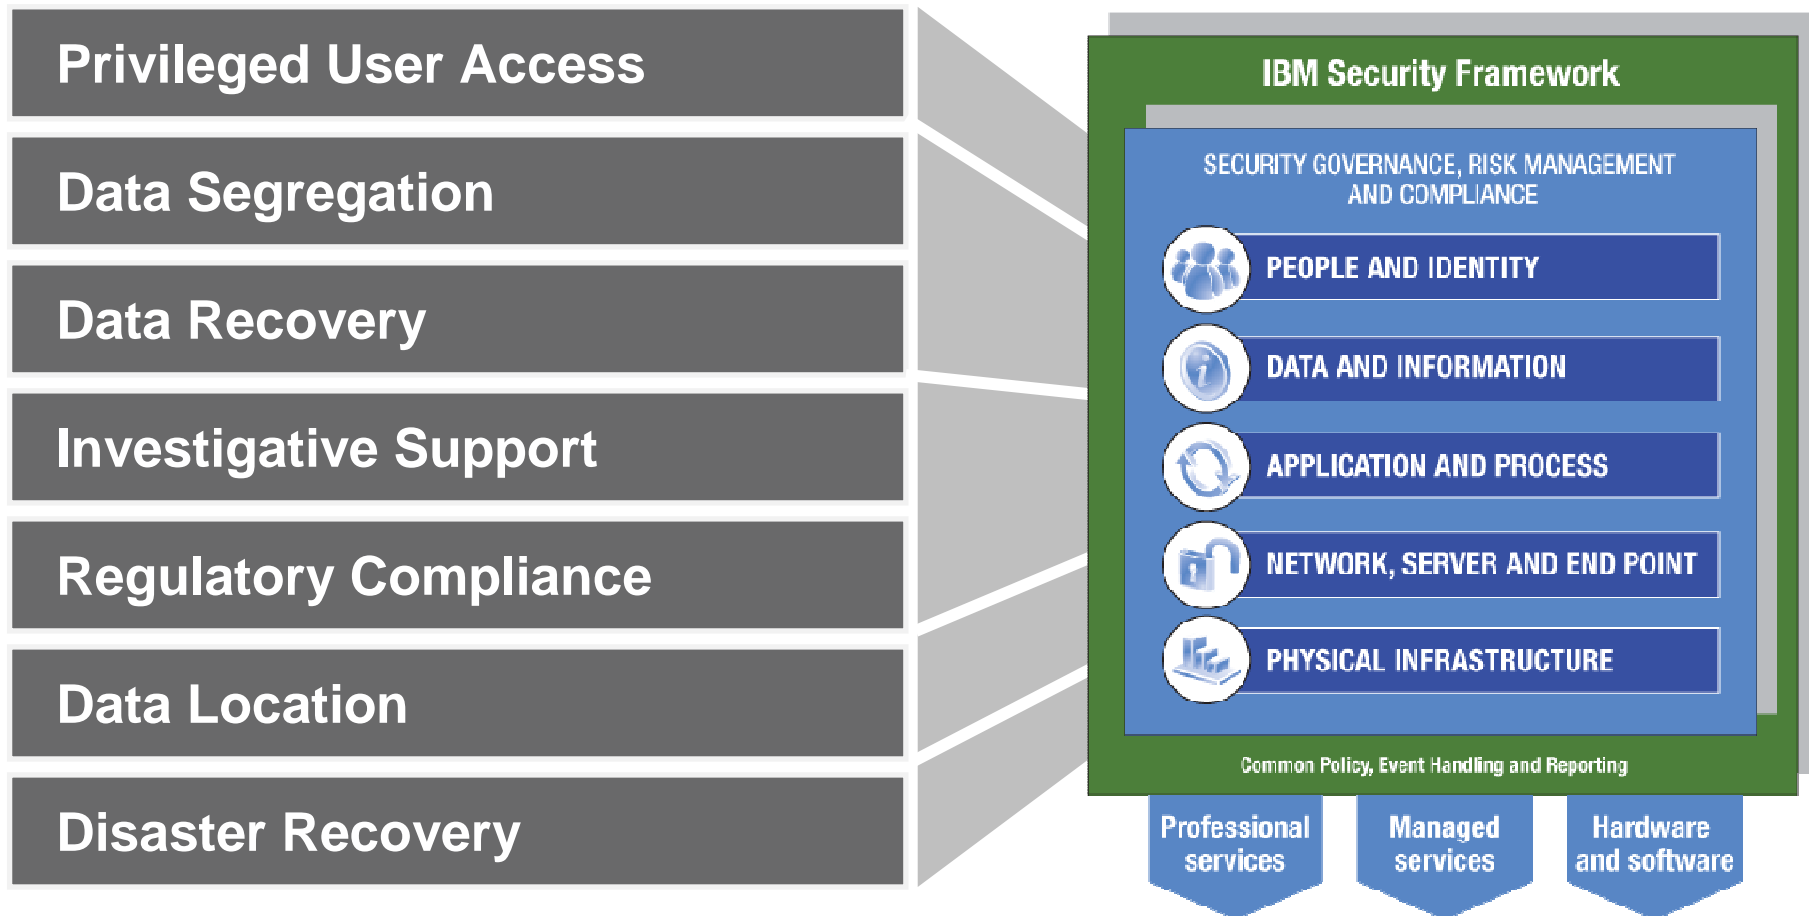 Privileged User Access
Data Segregation
Data Recovery
Investigative Support
Regulatory Compliance
Data Location
Disaster Recovery
IBM Security Framework
SECURITY GOVERNANCE, RISK MANAGEMENT
AND COMPLIANCE
PEOPLE AND IDENTITY
DATA AND INFORMATION
APPLICATION AND PROCESS
NETWORK, SERVER AND END POINT
PHYSICAL INFRASTRUCTURE
Common Policy, Event Handling and Reporting
Professional
services
Managed
services
Hardware
and software